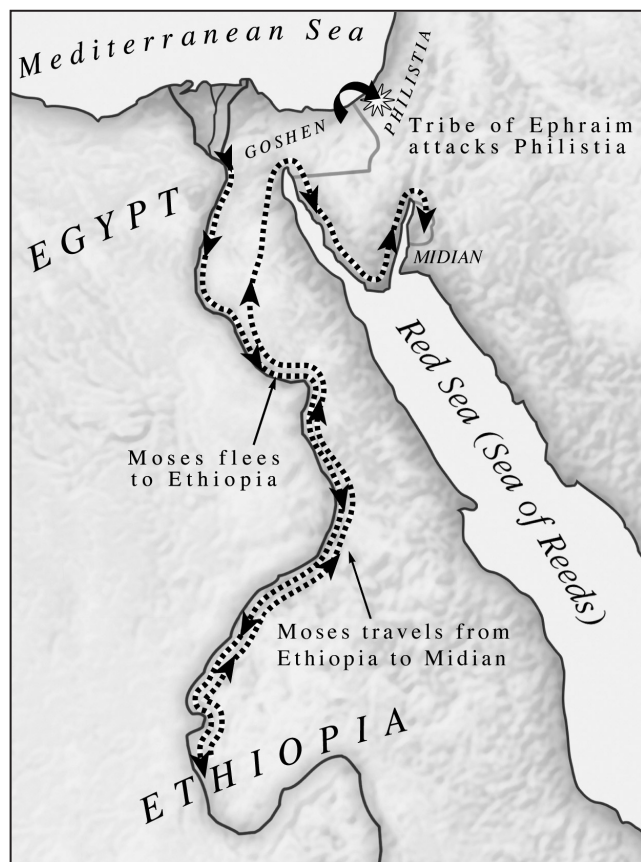 Mediterranean Sea
PHILISTIA
GOSHEN
Tribe of Ephraim
attacks Philistia
EGYPT
MIDIAN
Red Sea (Sea of Reeds)
Moses flees
to Ethiopia
Moses travels from
Ethiopia to Midian
ETHIOPIA